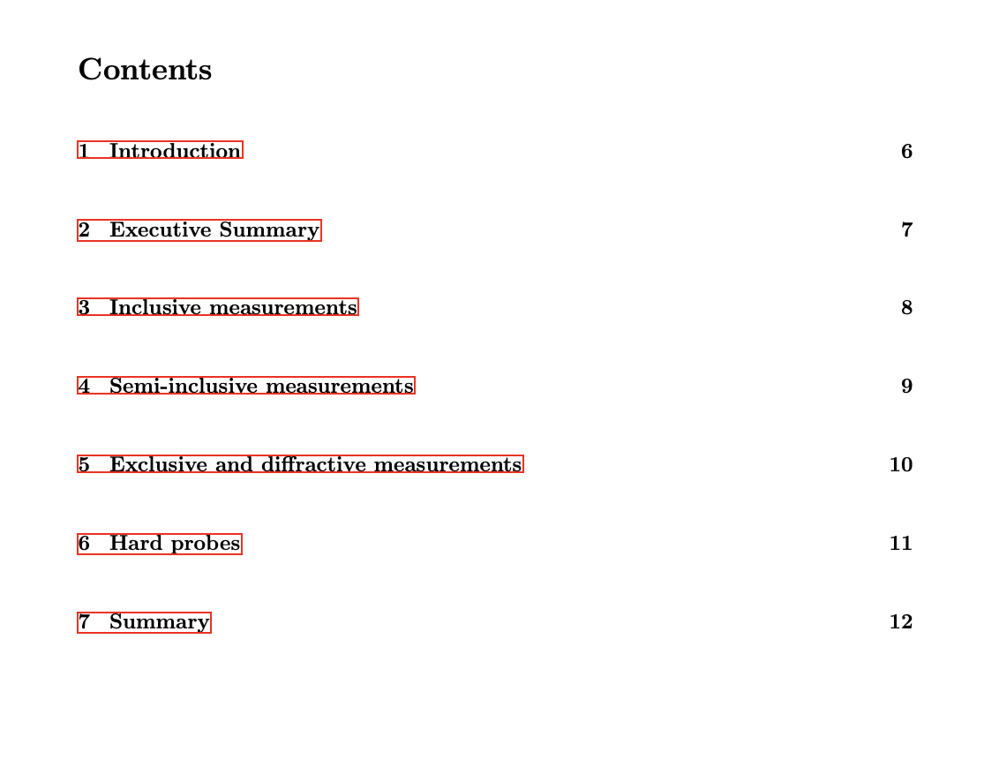 Contents
1 Introduction 6
2 Executive Summary 7
3 Inclusive measurements 8
4 Semi-inclusive measurements 9
5 Exclusive and diffractive measurements 10
6 Hard probes 11
7 Summary 12